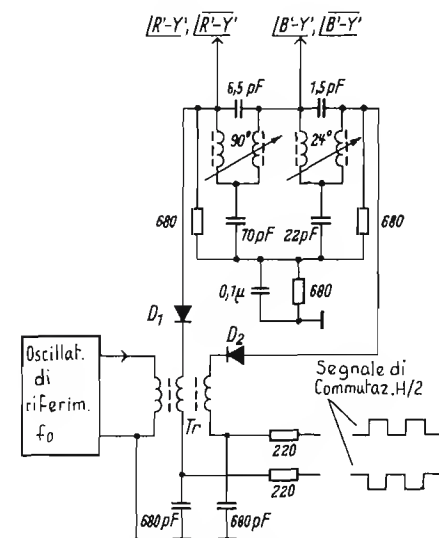 |R'-Y', |R'-Y' |B'-Y', |B'-Y'
6,5 pF 1,5 pF
90° 24°
680 70pF 22pF 680
0,1µ 680
D1
D2
Oscillat.
di
riferim.
f0
Tr
Segnale di
Commutaz. H/2
220
220
680pF 680pF